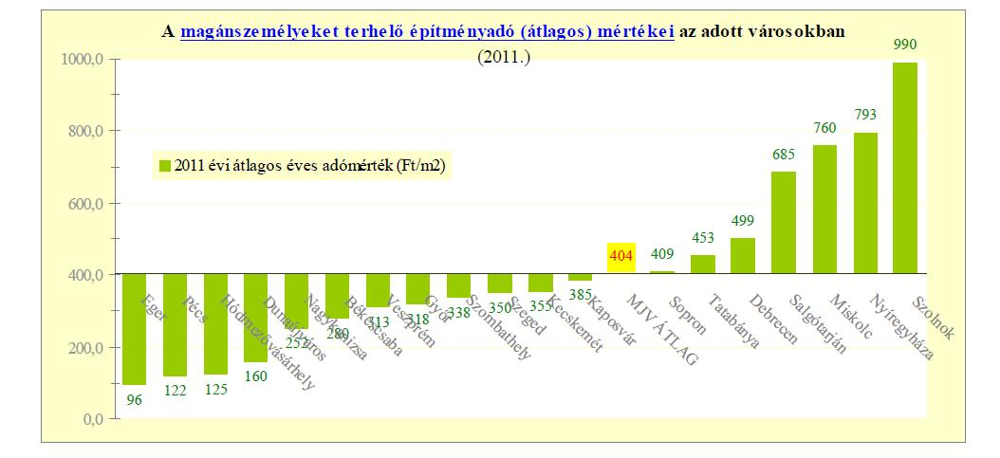 A magánszemélyeket terhelő építményadó (átlagos) mértékei az adott városokban
(2011.)
2011 évi átlagos éves adómérték (Ft/m2)
1000,0
800,0
600,0
400,0
200,0
0,0
96
122
125
160
252
280
313
318
338
350
355
385
404
409
453
499
685
760
793
990
Eger
Pécs
Hódmezővásárhely
Dunaújváros
Nagykanizsa
Békéscsaba
Veszprém
Győr
Szombathely
Szeged
Kecskemét
Kaposvár
MJV ÁTLAG
Sopron
Tatabánya
Debrecen
Salgótarján
Miskolc
Nyíregyháza
Szolnok